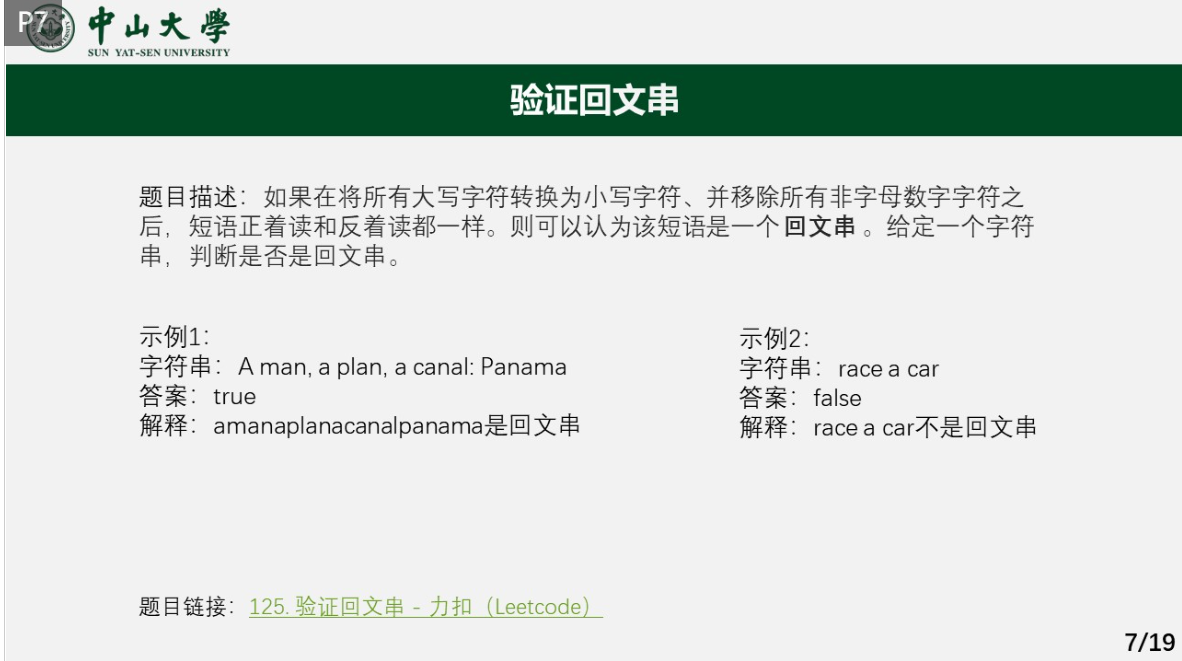 P7
中山大學
SUN YAT-SEN UNIVERSITY
验证回文串
题目描述：如果在将所有大写字符转换为小写字符、并移除所有非字母数字字符之
后，短语正着读和反着读都一样。则可以认为该短语是一个 回文串 。给定一个字符
串，判断是否是回文串。
示例1：
字符串：A man, a plan, a canal: Panama
答案：true
解释：amanaplanacanalpanama是回文串
示例2：
字符串：race a car
答案：false
解释：race a car不是回文串
题目链接：125. 验证回文串 - 力扣（Leetcode）
7/19